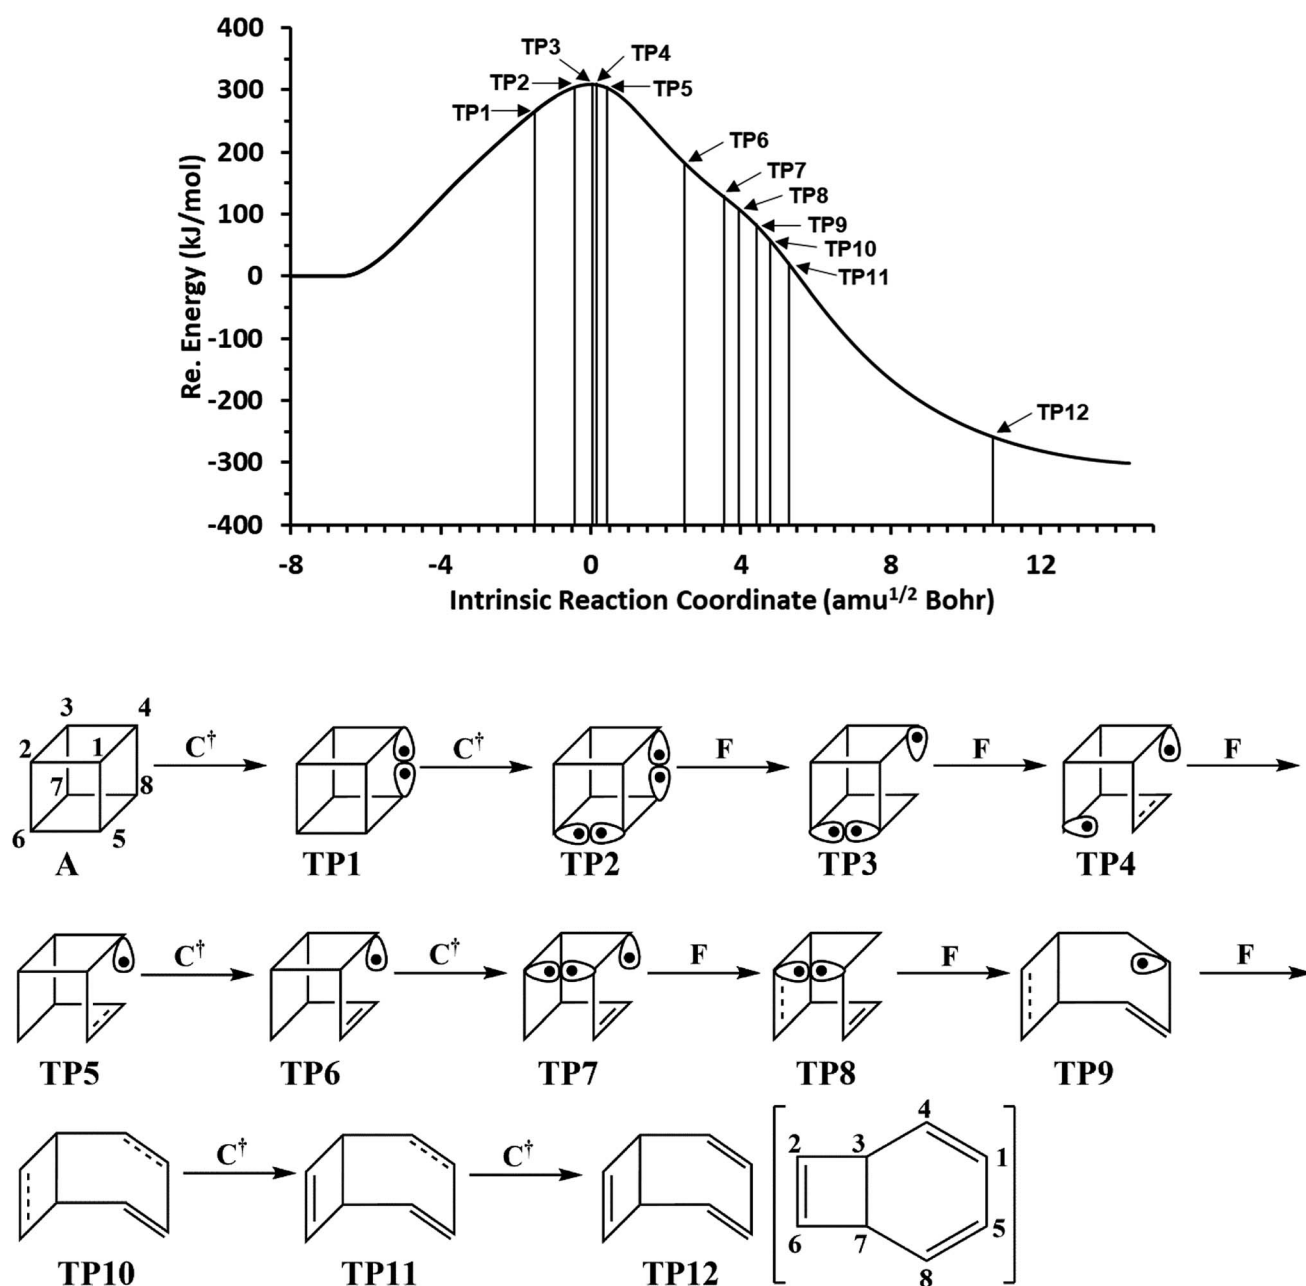 400
300
200
100
0
-100
-200
-300
-400
Re. Energy (kJ/mol)
TP1
TP2
TP3
TP4
TP5
TP6
TP7
TP8
TP9
TP10
TP11
TP12
-8 -4 0 4 8 12
Intrinsic Reaction Coordinate (amu1/2 Bohr)
3 4
2 1
7 8
6 5
C† C† F F F
A TP1 TP2 TP3 TP4
C† C† F F F
TP5 TP6 TP7 TP8 TP9
C† C†
4
2 3 1
6 7 5
8
TP10 TP11 TP12